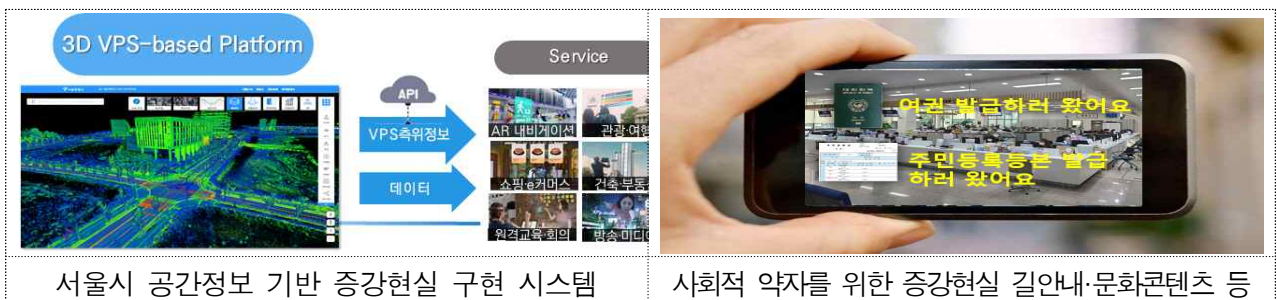 3D VPS-based Platform
Service
API
VPS측위정보
데이터
AR 내비게이션
관광·여행
쇼핑·e커머스
건축·부동
원격교육·회의
방송·미디어
여권 발급하러 왔어요
주민등록등본 발급
하러 왔어요
서울시 공간정보 기반 증강현실 구현 시스템
사회적 약자를 위한 증강현실 길안내·문화콘텐츠 등